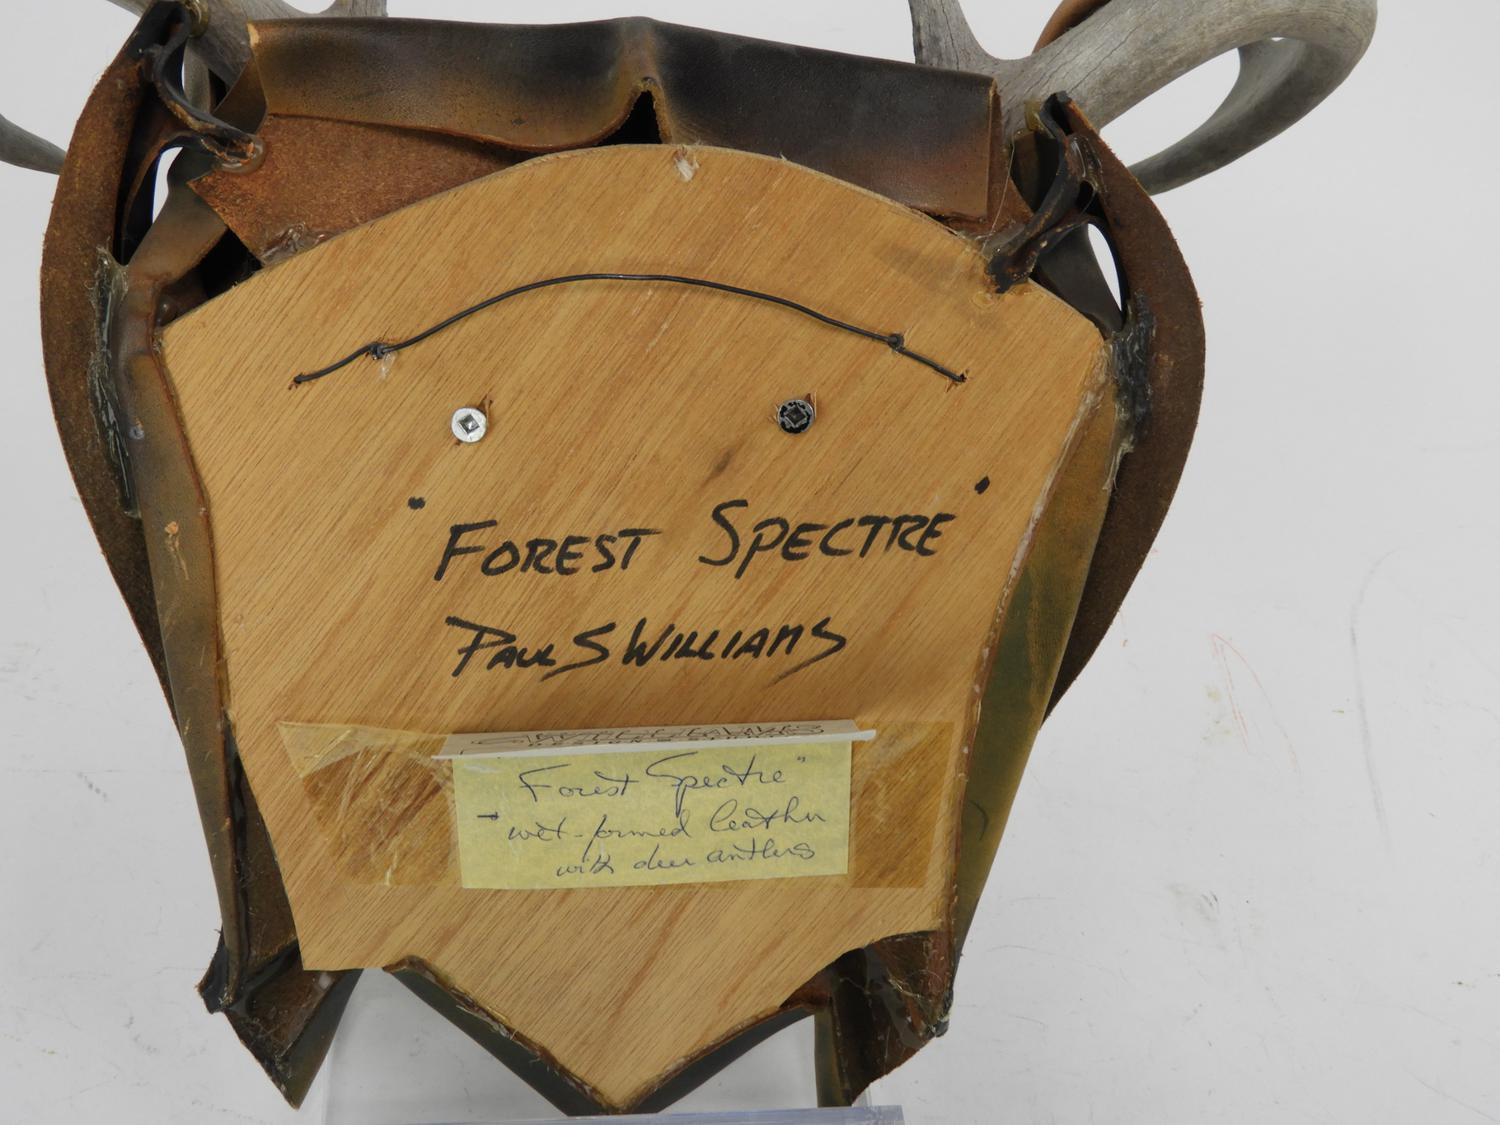 "FOREST SPECTRE"
PAUL S WILLIAMS
"Forest Spectre"
- wet-formed leather
with deer antlers